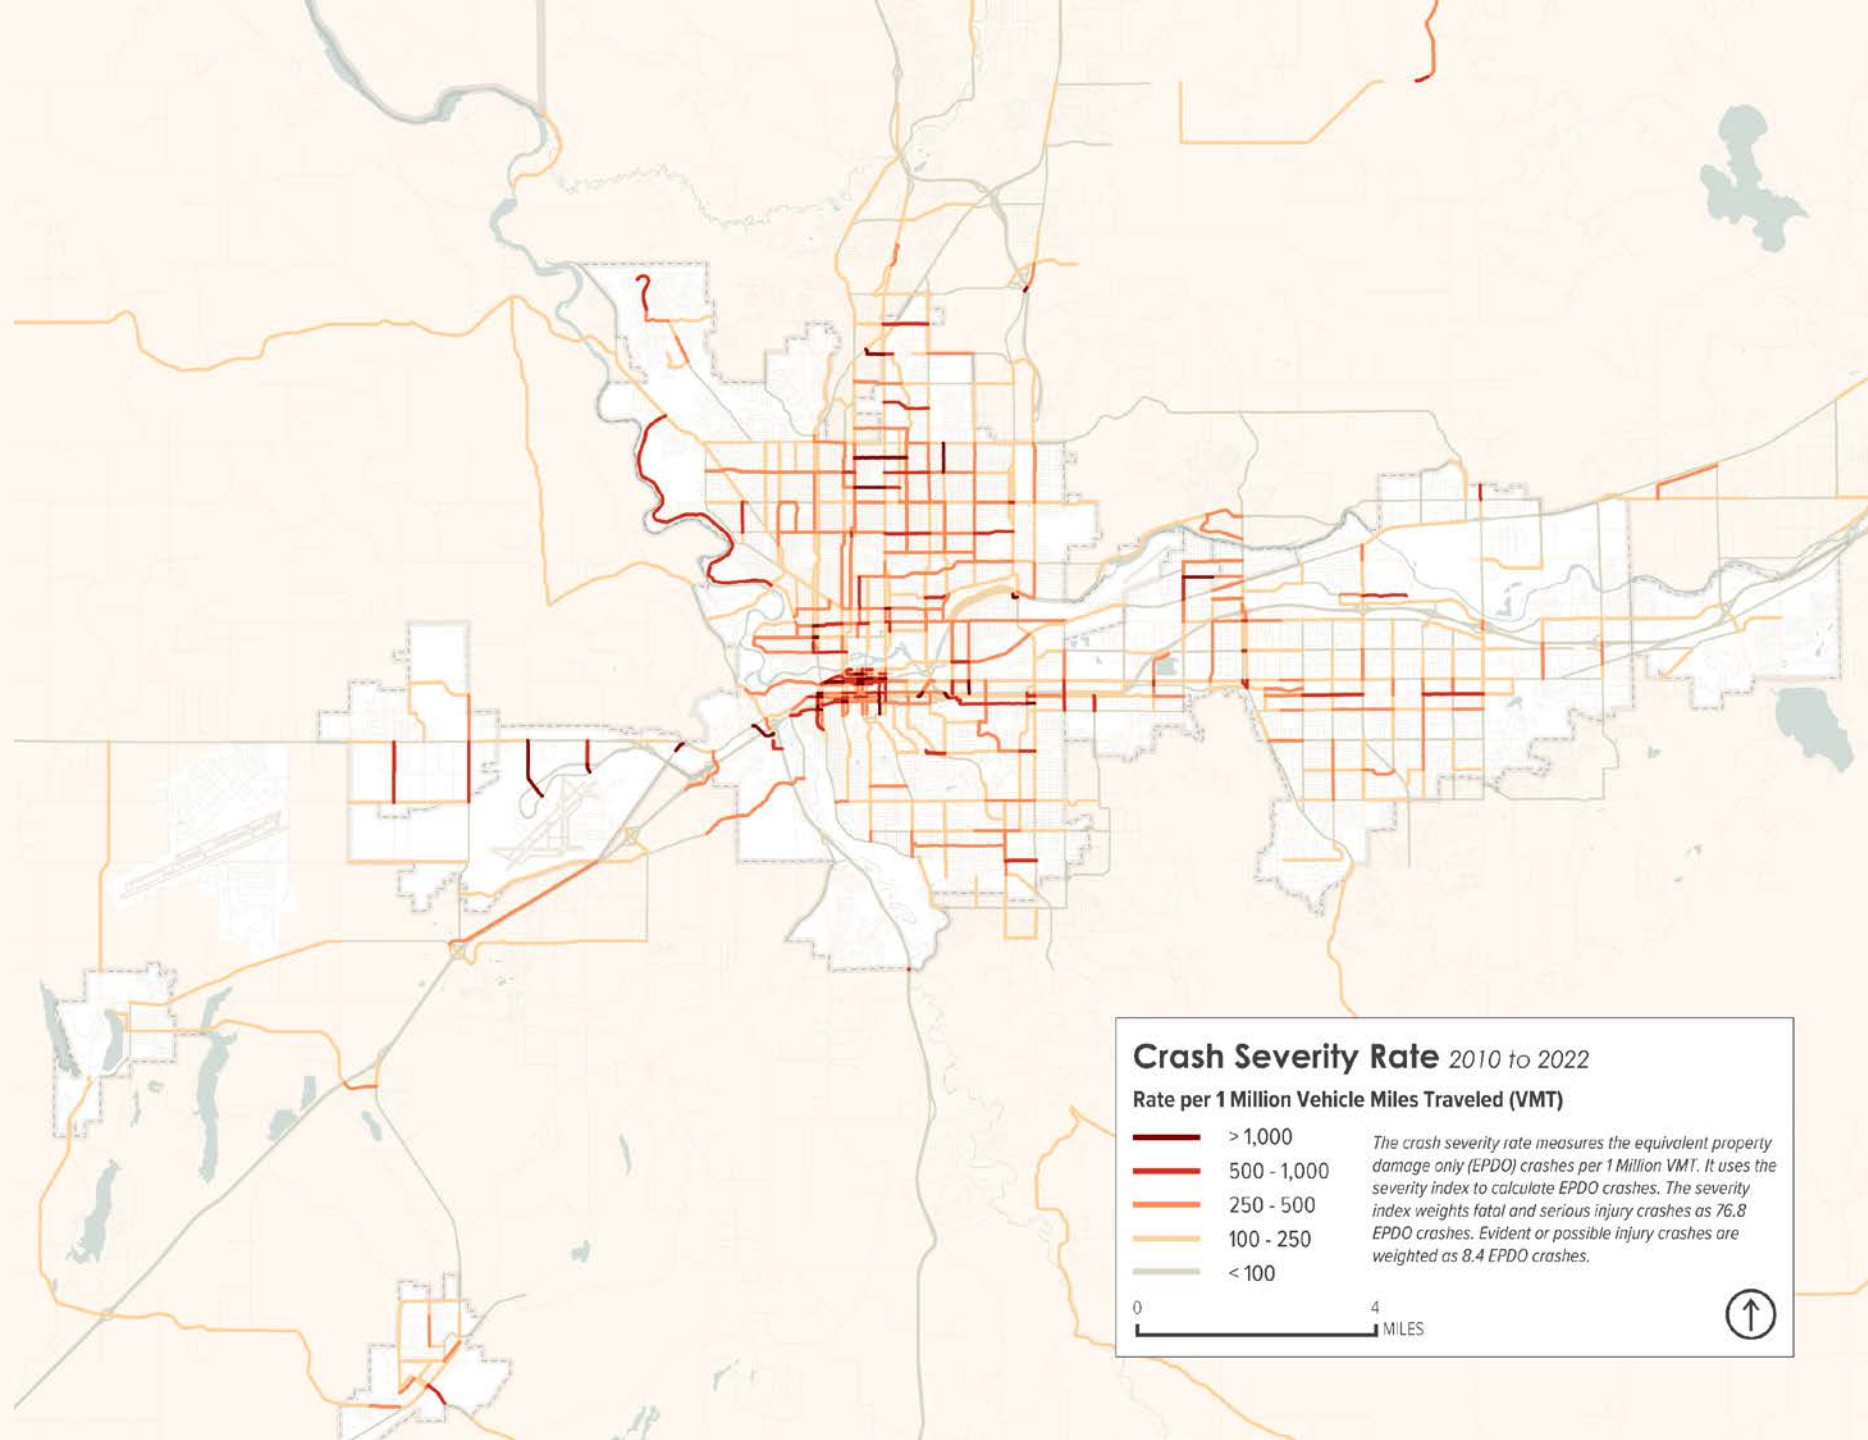 Crash Severity Rate 2010 to 2022
Rate per 1 Million Vehicle Miles Traveled (VMT)
> 1,000
500 - 1,000
250 - 500
100 - 250
< 100
The crash severity rate measures the equivalent property
damage only (EPDO) crashes per 1 Million VMT. It uses the
severity index to calculate EPDO crashes. The severity
index weights fatal and serious injury crashes as 76.8
EPDO crashes. Evident or possible injury crashes are
weighted as 8.4 EPDO crashes.
0 4
MILES